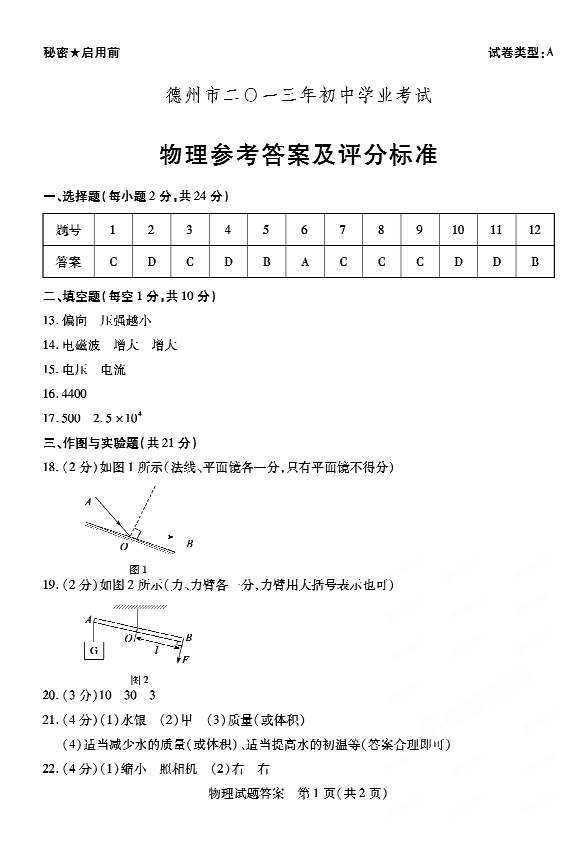 秘密★启用前 试卷类型:A
德州市二〇一三年初中学业考试
物理参考答案及评分标准
一、选择题(每小题2分,共24分)
题号 1 2 3 4 5 6 7 8 9 10 11 12
答案 C D C D B A C C C D D B
二、填空题(每空1分,共10分)
13.偏向 压强越小
14.电磁波 增大 增大
15.电压 电流
16.4400
17.500 2.5×10⁴
三、作图与实验题(共21分)
18.(2分)如图1所示(法线、平面镜各一分,只有平面镜不得分)
A
O B
图1
19.(2分)如图2所示(力、力臂各一分,力臂用大括号表示也可)
A
O B
G l F
图2
20.(3分)10 30 3
21.(4分)(1)水银 (2)甲 (3)质量(或体积)
(4)适当减少水的质量(或体积)、适当提高水的初温等(答案合理即可)
22.(4分)(1)缩小 照相机 (2)右 右
物理试题答案 第1页(共2页)